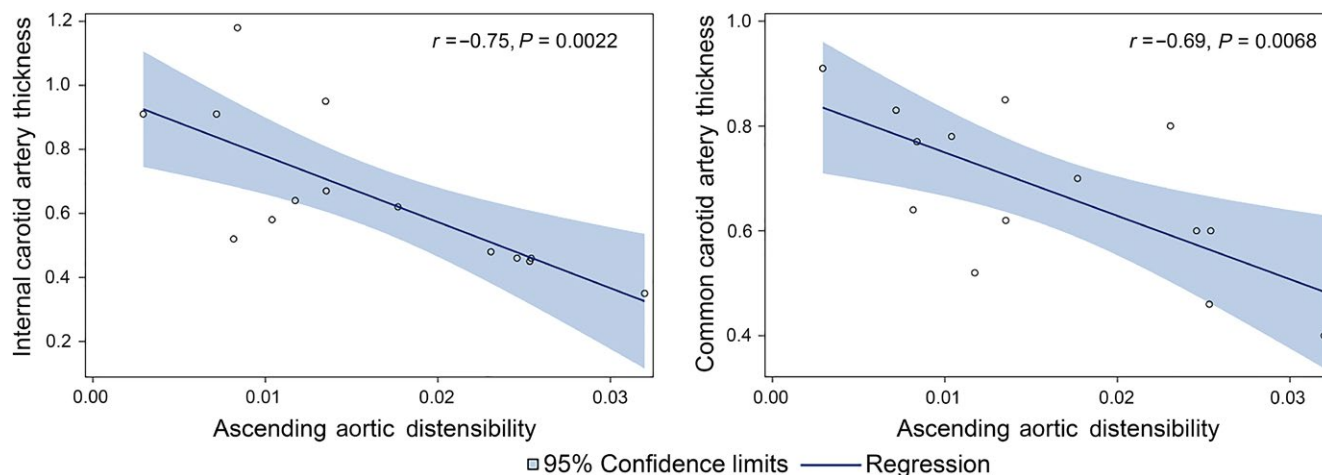 Internal carotid artery thickness
1.2
1.0
0.8
0.6
0.4
0.2
r = −0.75, P = 0.0022
0.00
0.01
0.02
0.03
Ascending aortic distensibility
Common carotid artery thickness
1.0
0.8
0.6
0.4
r = −0.69, P = 0.0068
0.00
0.01
0.02
0.03
Ascending aortic distensibility
95% Confidence limits
Regression